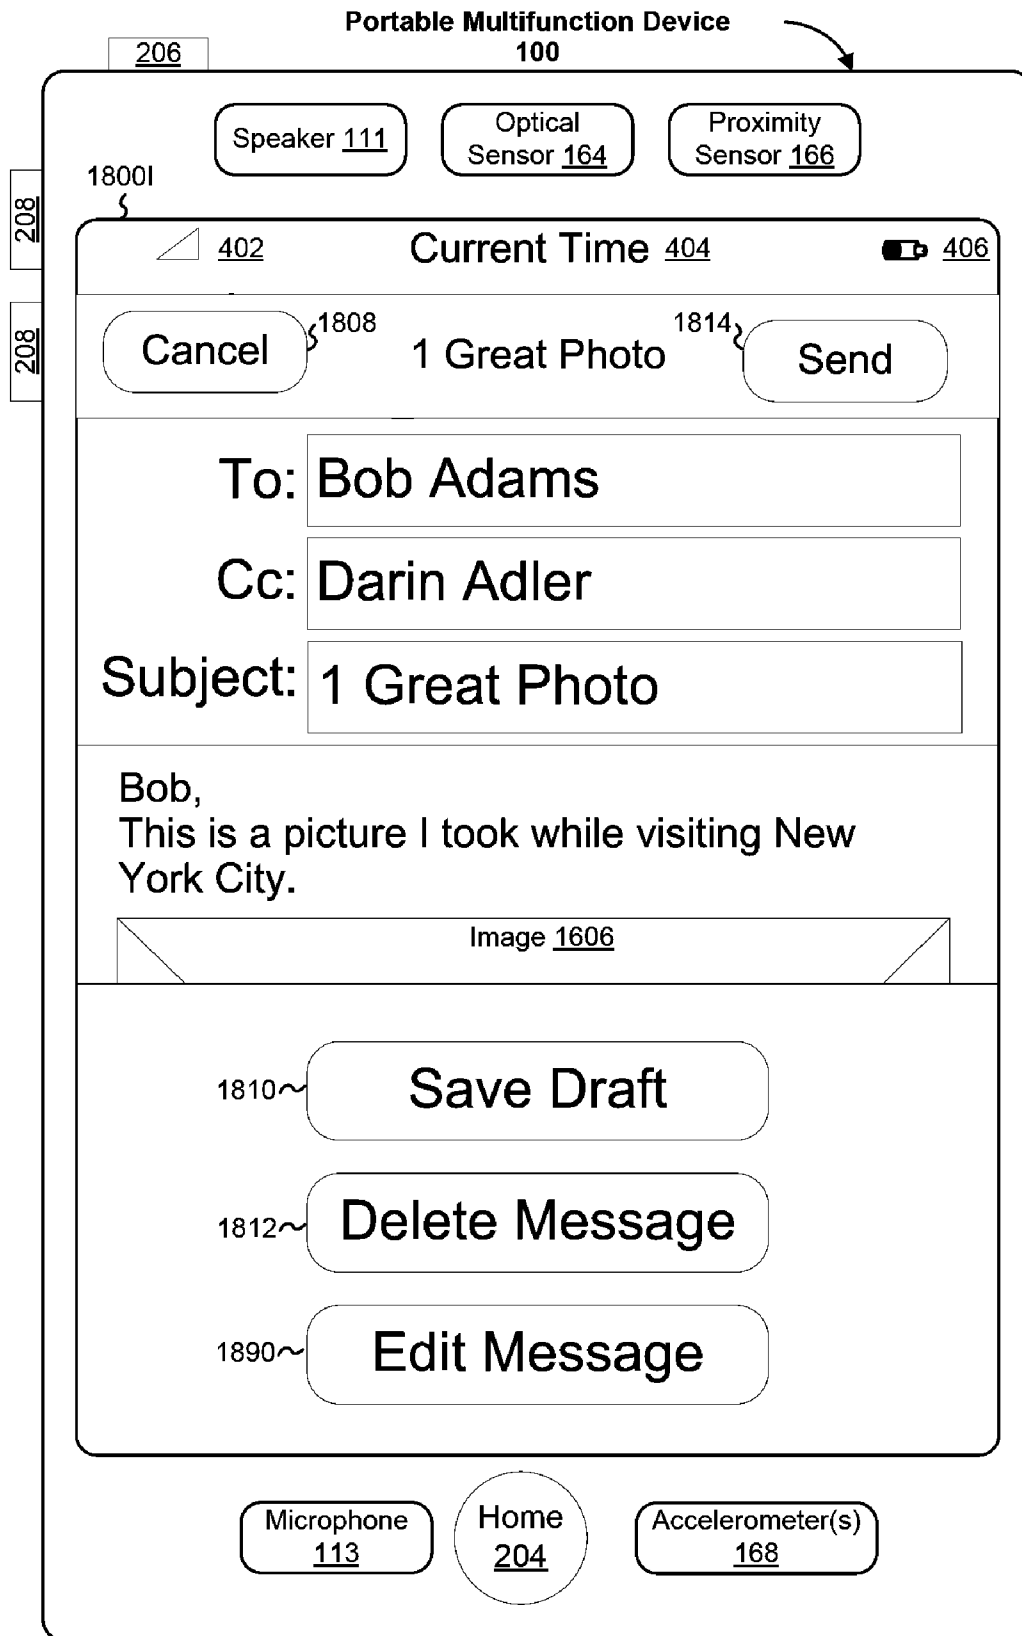 Portable Multifunction Device
100
206
Speaker 111
Optical
Sensor 164
Proximity
Sensor 166
1800I
208
208
402
Current Time 404
406
Cancel
1808
1 Great Photo
1814
Send
To: Bob Adams
Cc: Darin Adler
Subject: 1 Great Photo
Bob,
This is a picture I took while visiting New
York City.
Image 1606
1810
Save Draft
1812
Delete Message
1890
Edit Message
Microphone
113
Home
204
Accelerometer(s)
168